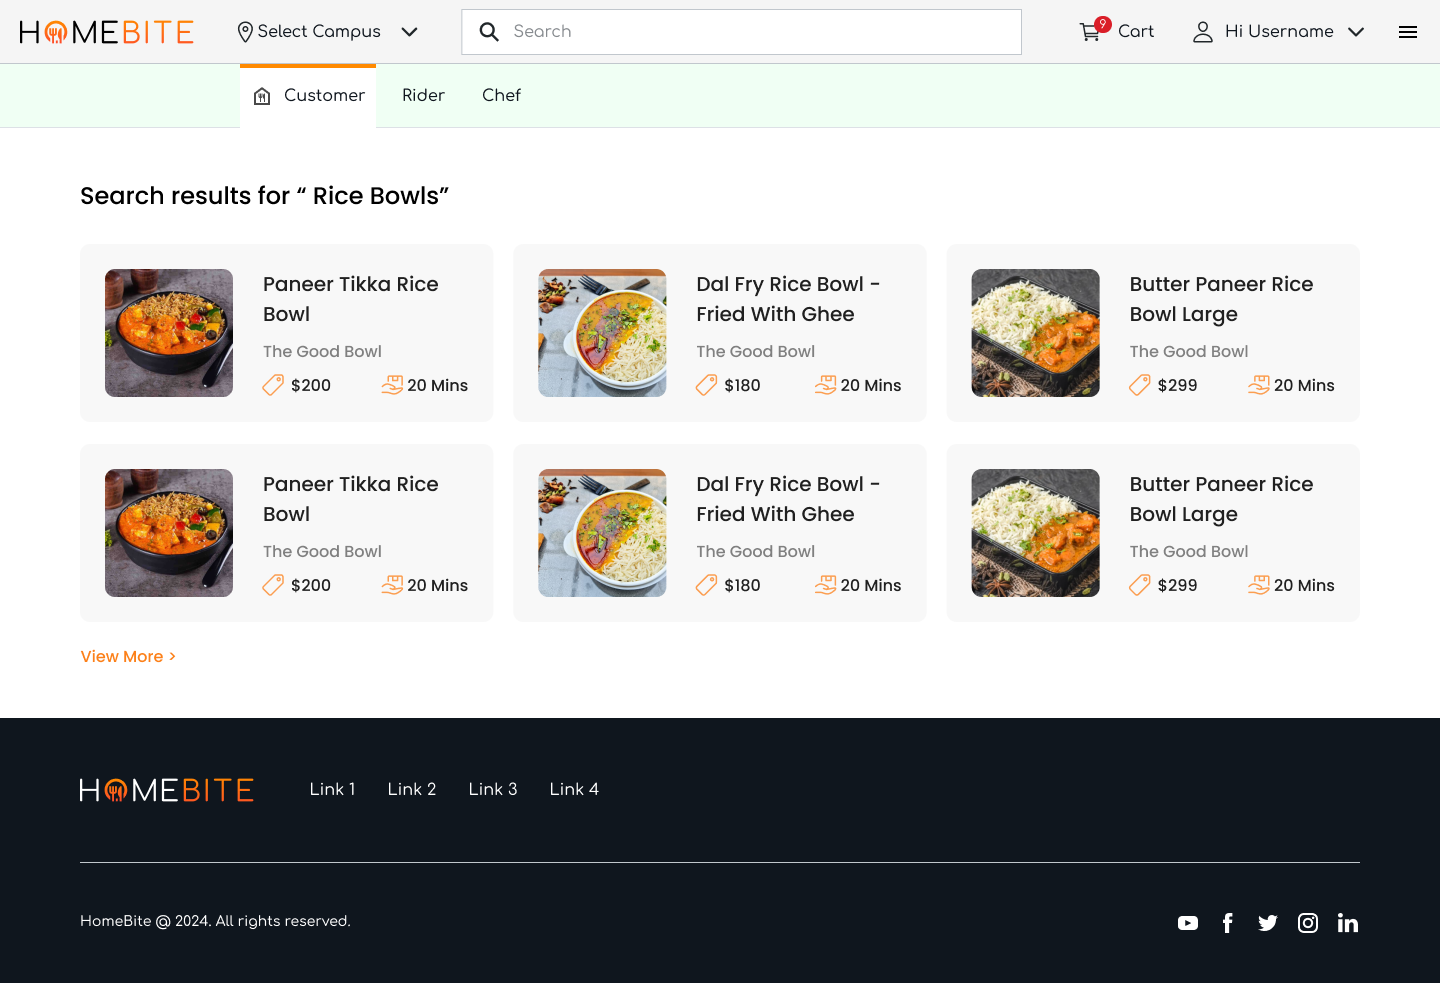 HOMEBITE
Select Campus
Search
9
Cart
Hi Username
Customer
Rider
Chef
Search results for “ Rice Bowls”
Paneer Tikka Rice
Bowl
The Good Bowl
$200
20 Mins
Dal Fry Rice Bowl -
Fried With Ghee
The Good Bowl
$180
20 Mins
Butter Paneer Rice
Bowl Large
The Good Bowl
$299
20 Mins
Paneer Tikka Rice
Bowl
The Good Bowl
$200
20 Mins
Dal Fry Rice Bowl -
Fried With Ghee
The Good Bowl
$180
20 Mins
Butter Paneer Rice
Bowl Large
The Good Bowl
$299
20 Mins
View More >
HOMEBITE
Link 1
Link 2
Link 3
Link 4
HomeBite @ 2024. All rights reserved.